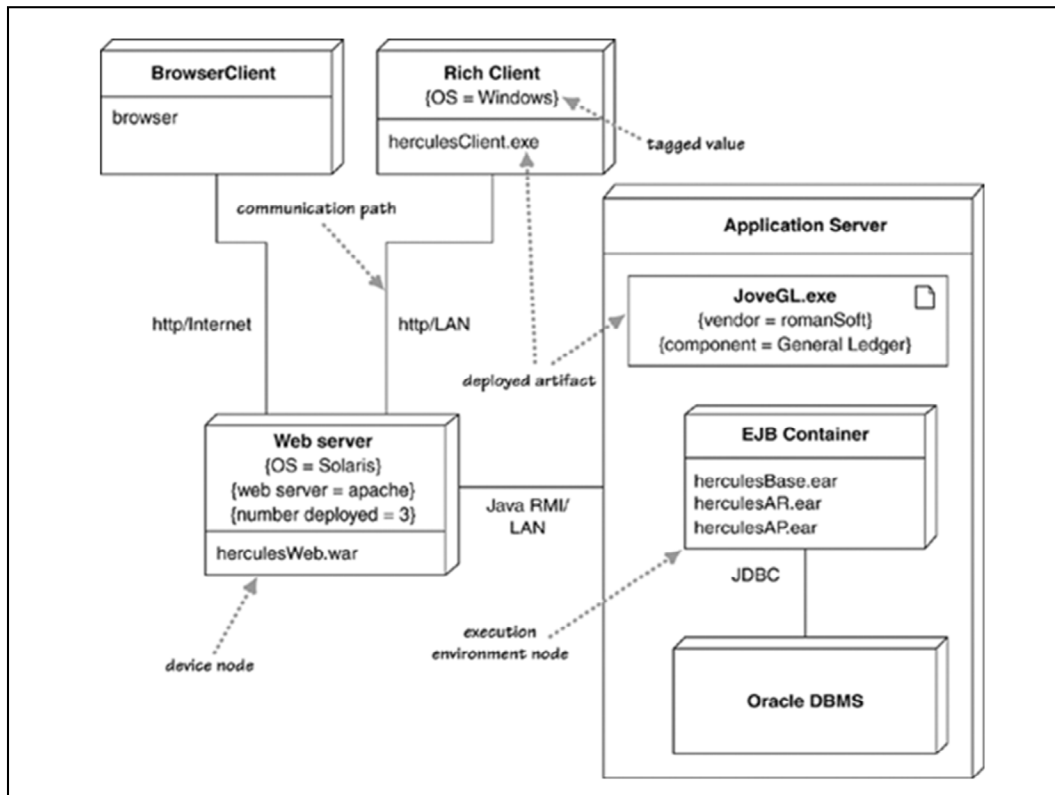 BrowserClient
browser
Rich Client
{OS = Windows}
herculesClient.exe
tagged value
communication path
http/Internet
http/LAN
deployed artifact
Application Server
JoveGL.exe
{vendor = romanSoft}
{component = General Ledger}
EJB Container
herculesBase.ear
herculesAR.ear
herculesAP.ear
JDBC
Oracle DBMS
Web server
{OS = Solaris}
{web server = apache}
{number deployed = 3}
herculesWeb.war
Java RMI/
LAN
device node
execution
environment node